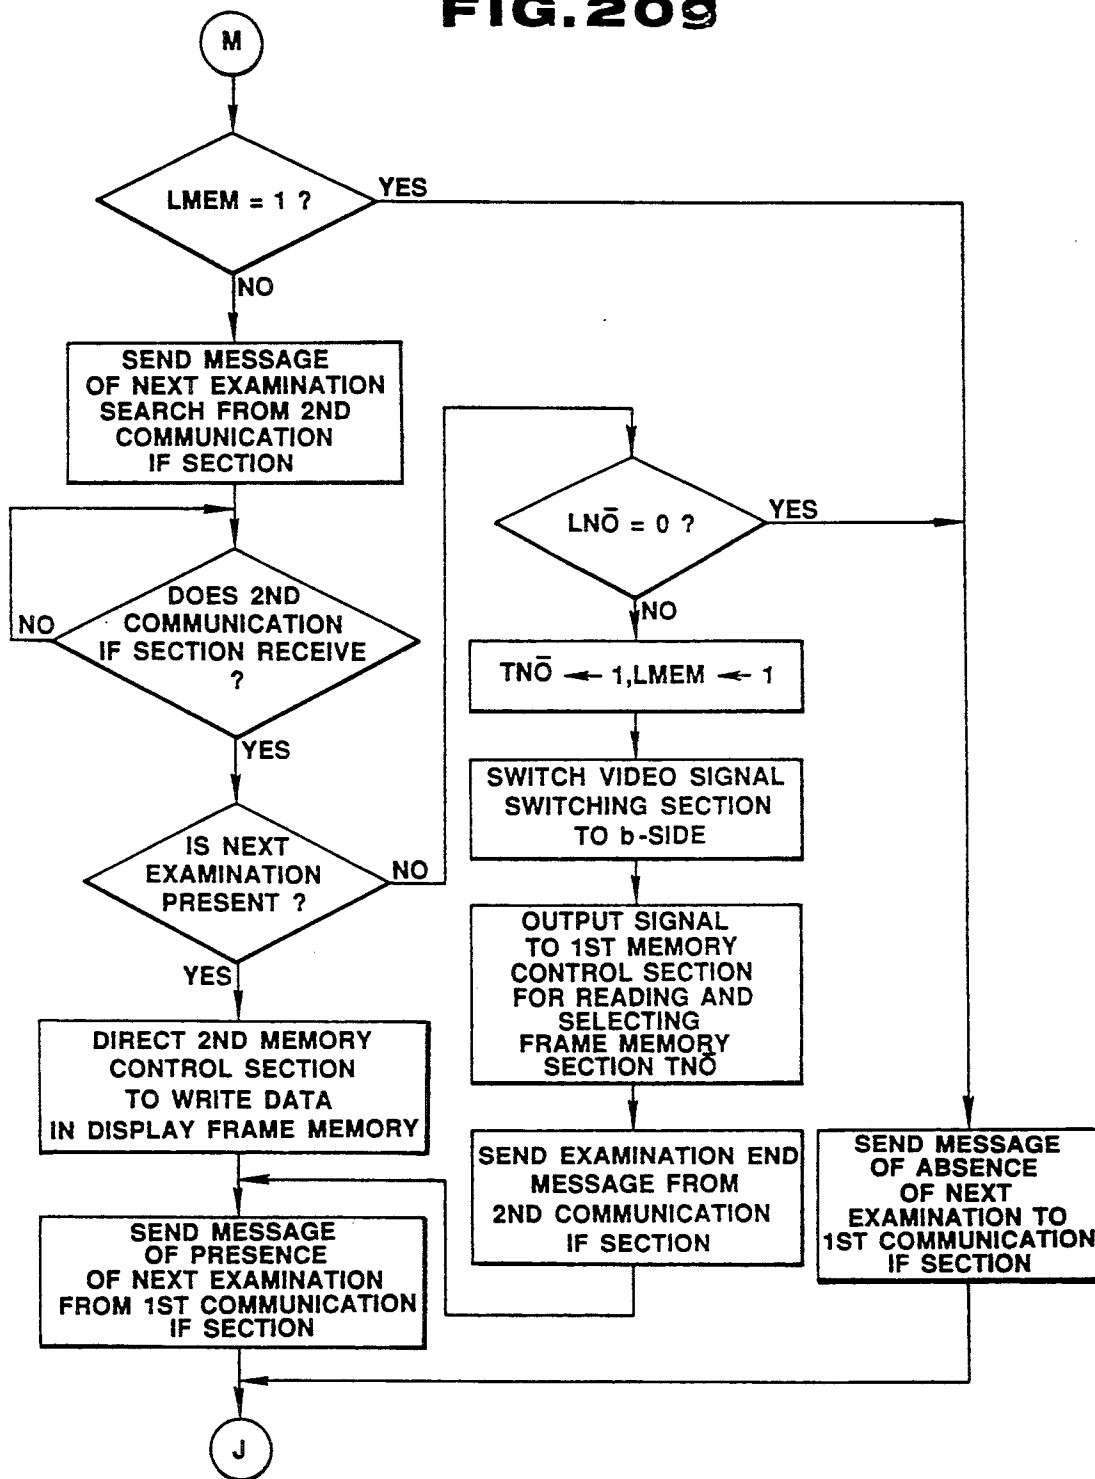 FIG.20g
M
LMEM = 1 ?
YES
NO
SEND MESSAGE
OF NEXT EXAMINATION
SEARCH FROM 2ND
COMMUNICATION
IF SECTION
DOES 2ND
COMMUNICATION
IF SECTION RECEIVE
?
NO
YES
IS NEXT
EXAMINATION
PRESENT ?
NO
YES
DIRECT 2ND MEMORY
CONTROL SECTION
TO WRITE DATA
IN DISPLAY FRAME MEMORY
SEND MESSAGE
OF PRESENCE
OF NEXT EXAMINATION
FROM 1ST COMMUNICATION
IF SECTION
LNŌ = 0 ?
YES
NO
TNŌ ← 1,LMEM ← 1
SWITCH VIDEO SIGNAL
SWITCHING SECTION
TO b-SIDE
OUTPUT SIGNAL
TO 1ST MEMORY
CONTROL SECTION
FOR READING AND
SELECTING
FRAME MEMORY
SECTION TNŌ
SEND EXAMINATION END
MESSAGE FROM
2ND COMMUNICATION
IF SECTION
SEND MESSAGE
OF ABSENCE
OF NEXT
EXAMINATION TO
1ST COMMUNICATION
IF SECTION
J